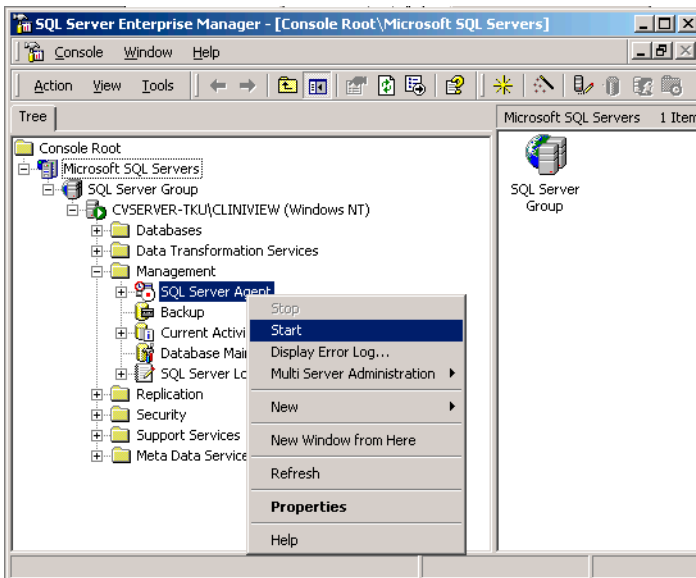 SQL Server Enterprise Manager - [Console Root\Microsoft SQL Servers]
Console Window Help
Action View Tools
Tree
Microsoft SQL Servers 1 Item
Console Root
Microsoft SQL Servers
SQL Server Group
CVSERVER-TKU\CLINIVIEW (Windows NT)
Databases
Data Transformation Services
Management
SQL Server Agent
Backup
Current Activi
Database Mai
SQL Server Lo
Replication
Security
Support Services
Meta Data Service
Stop
Start
Display Error Log...
Multi Server Administration
New
New Window from Here
Refresh
Properties
Help
SQL Server
Group